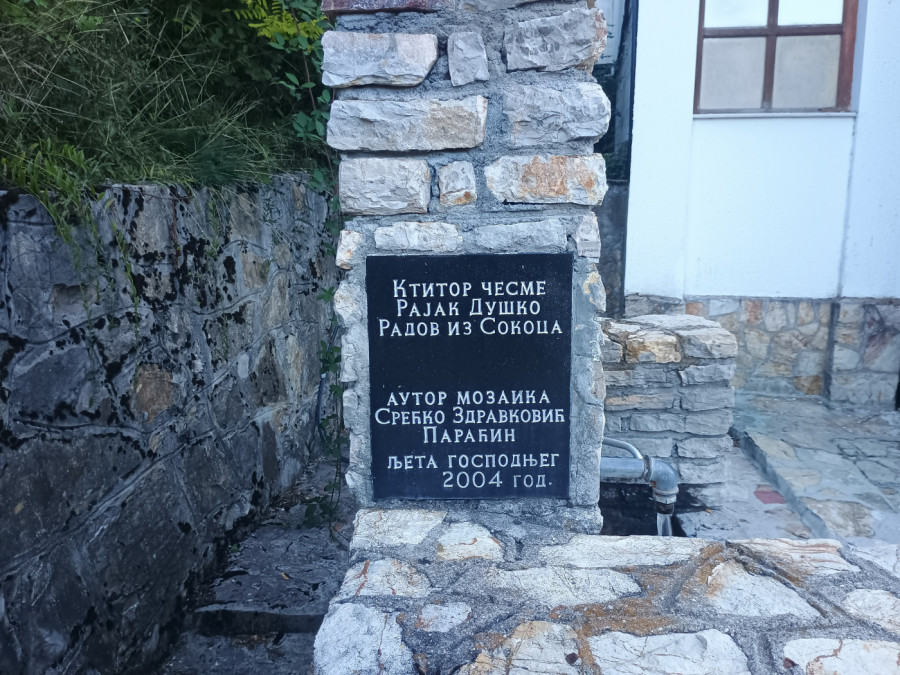 Ктитор чесме
Рајак Душко
Радов из Сокоца
аутор мозаика
Срећко Здравковић
Параћин
љета господњег
2004 год.